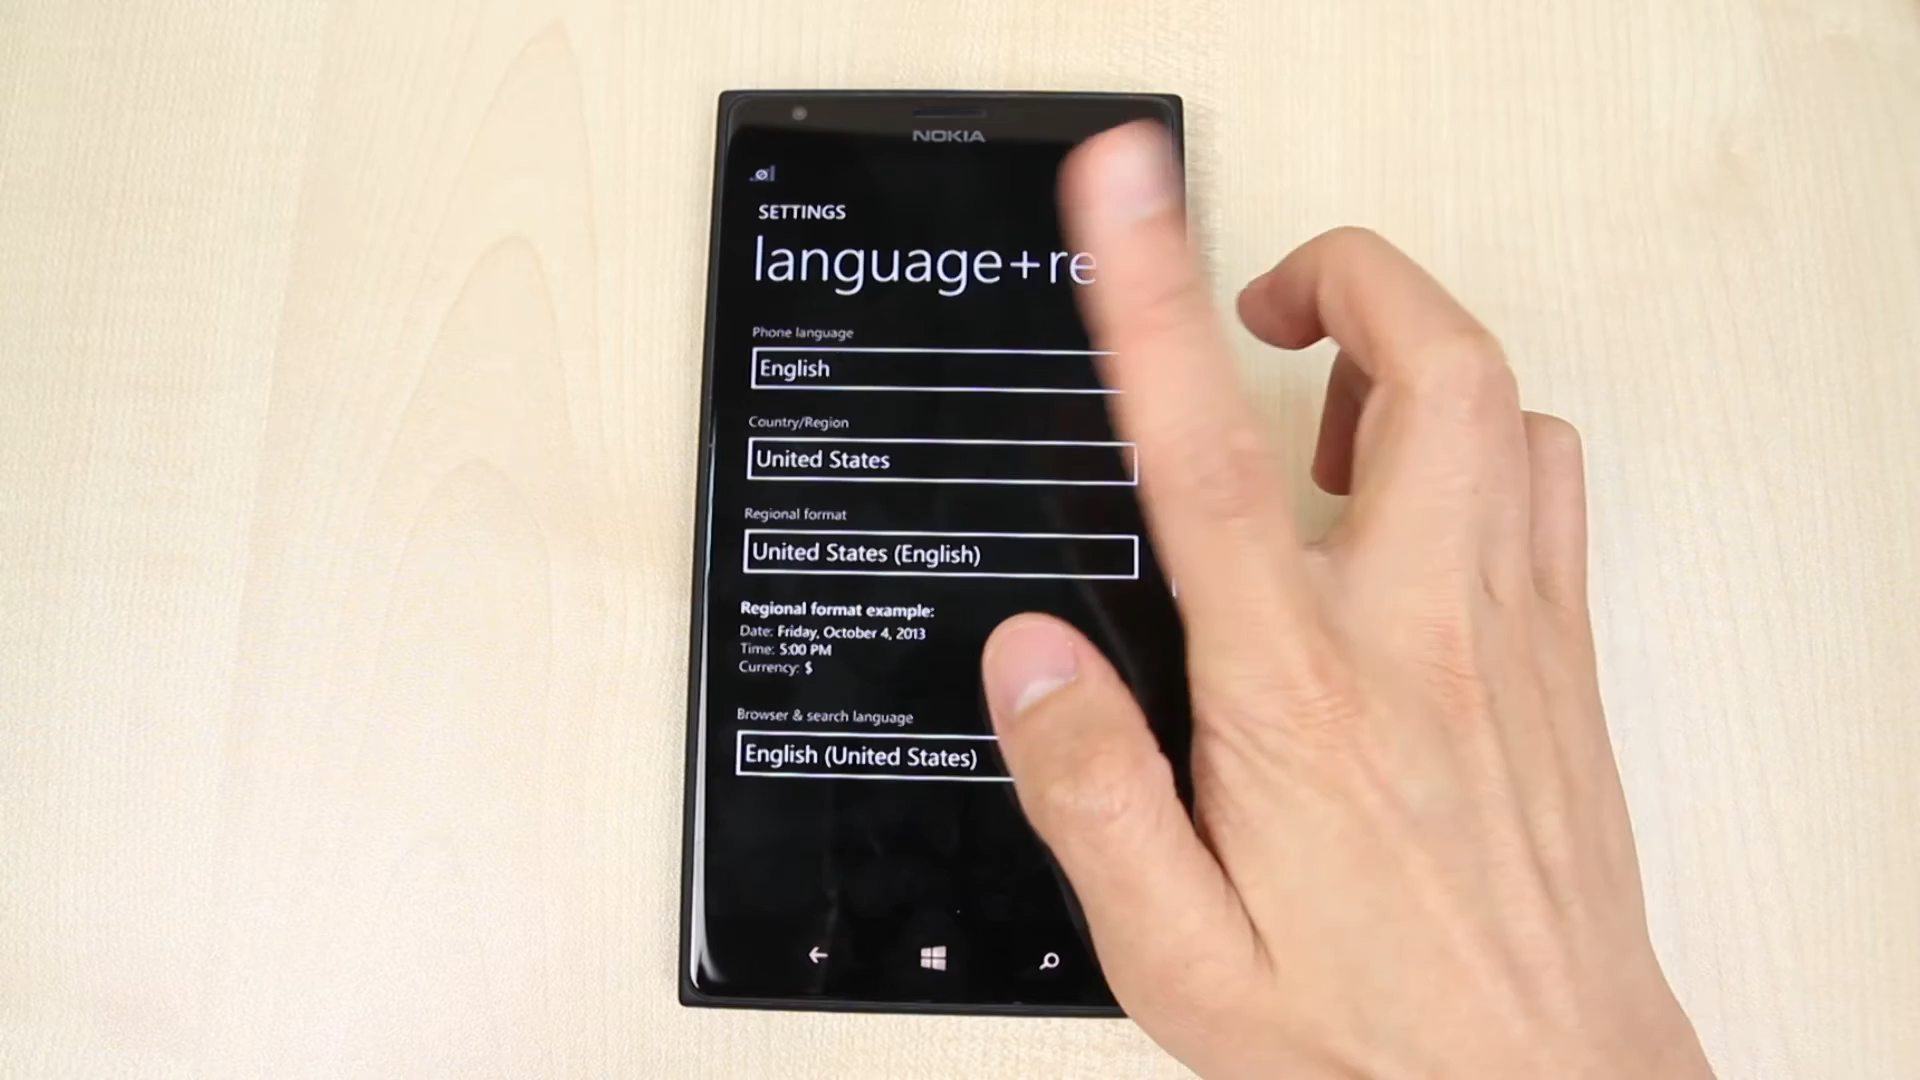 NOKIA
SETTINGS
language+re
Phone language
English
Country/Region
United States
Regional format
United States (English)
Regional format example:
Date: Friday, October 4, 2013
Time: 5:00 PM
Currency: $
Browser & search language
English (United States)